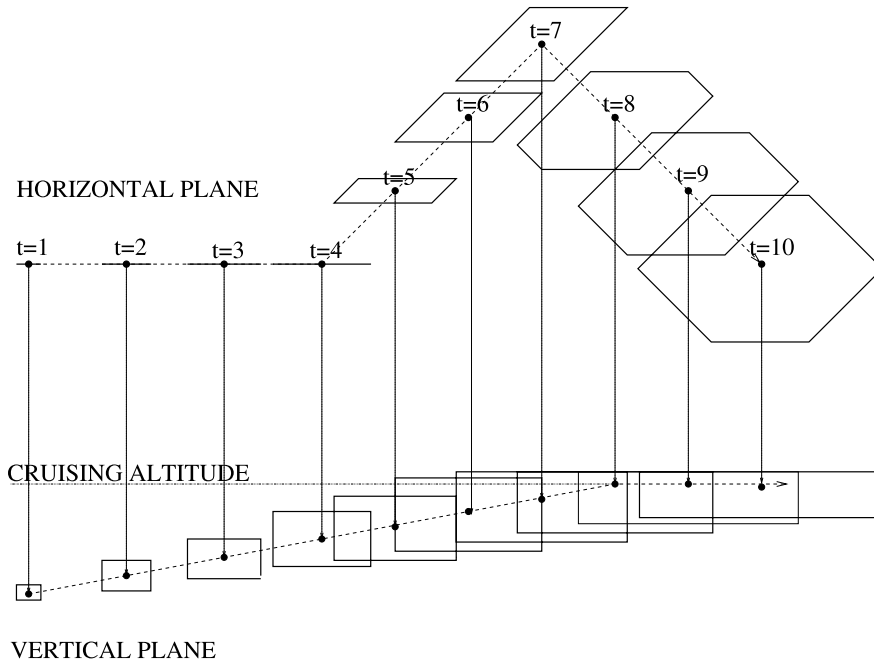 t=7
t=6
t=8
t=5
t=9
HORIZONTAL PLANE
t=1
t=2
t=3
t=4
t=10
CRUISING ALTITUDE
VERTICAL PLANE